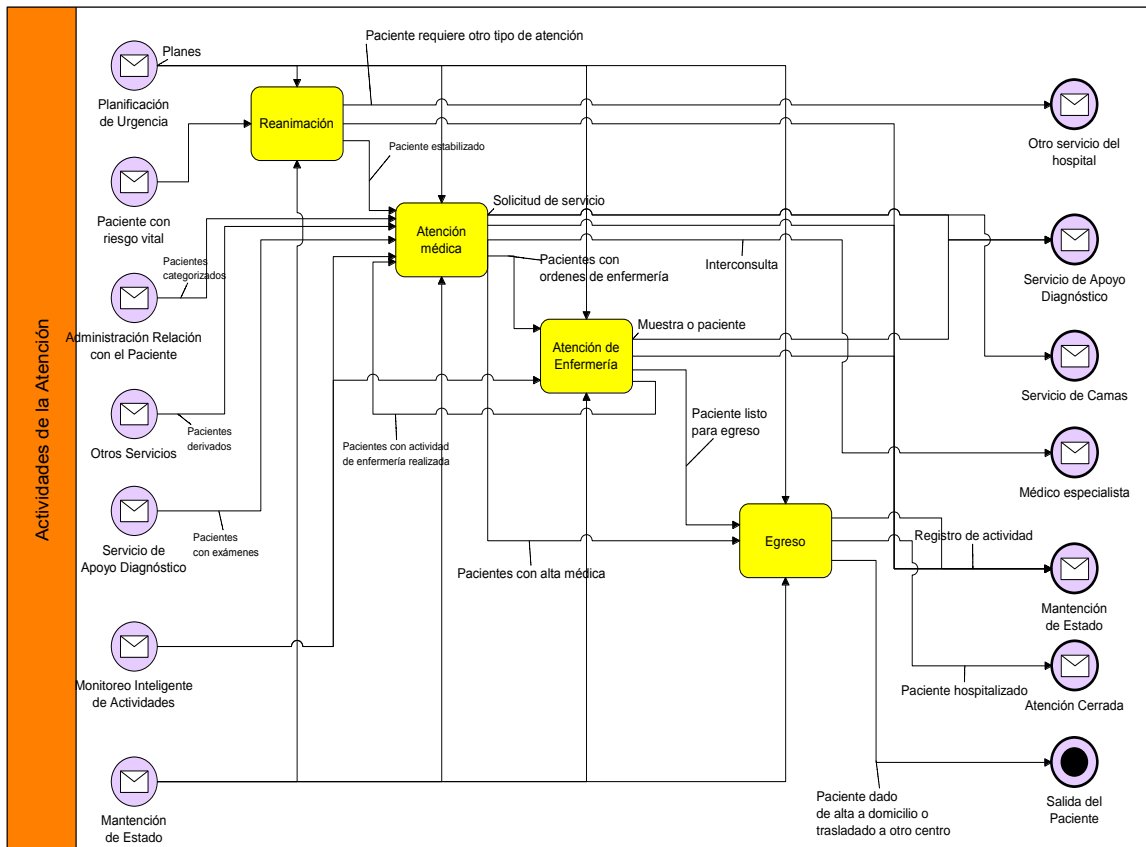 Actividades de la Atención
Planes
Paciente requiere otro tipo de atención
Planificación
de Urgencia
Reanimación
Otro servicio del
hospital
Paciente estabilizado
Paciente con
riesgo vital
Solicitud de servicio
Atención
médica
Pacientes
categorizados
Pacientes con
ordenes de enfermería
Interconsulta
Servicio de Apoyo
Diagnóstico
Administración Relación
con el Paciente
Muestra o paciente
Atención de
Enfermería
Servicio de Camas
Otros Servicios
Pacientes
derivados
Pacientes con actividad
de enfermería realizada
Paciente listo
para egreso
Médico especialista
Servicio de
Apoyo Diagnóstico
Pacientes
con exámenes
Egreso
Registro de actividad
Pacientes con alta médica
Mantención
de Estado
Monitoreo Inteligente
de Actividades
Paciente hospitalizado
Atención Cerrada
Mantención
de Estado
Paciente dado
de alta a domicilio o
trasladado a otro centro
Salida del
Paciente